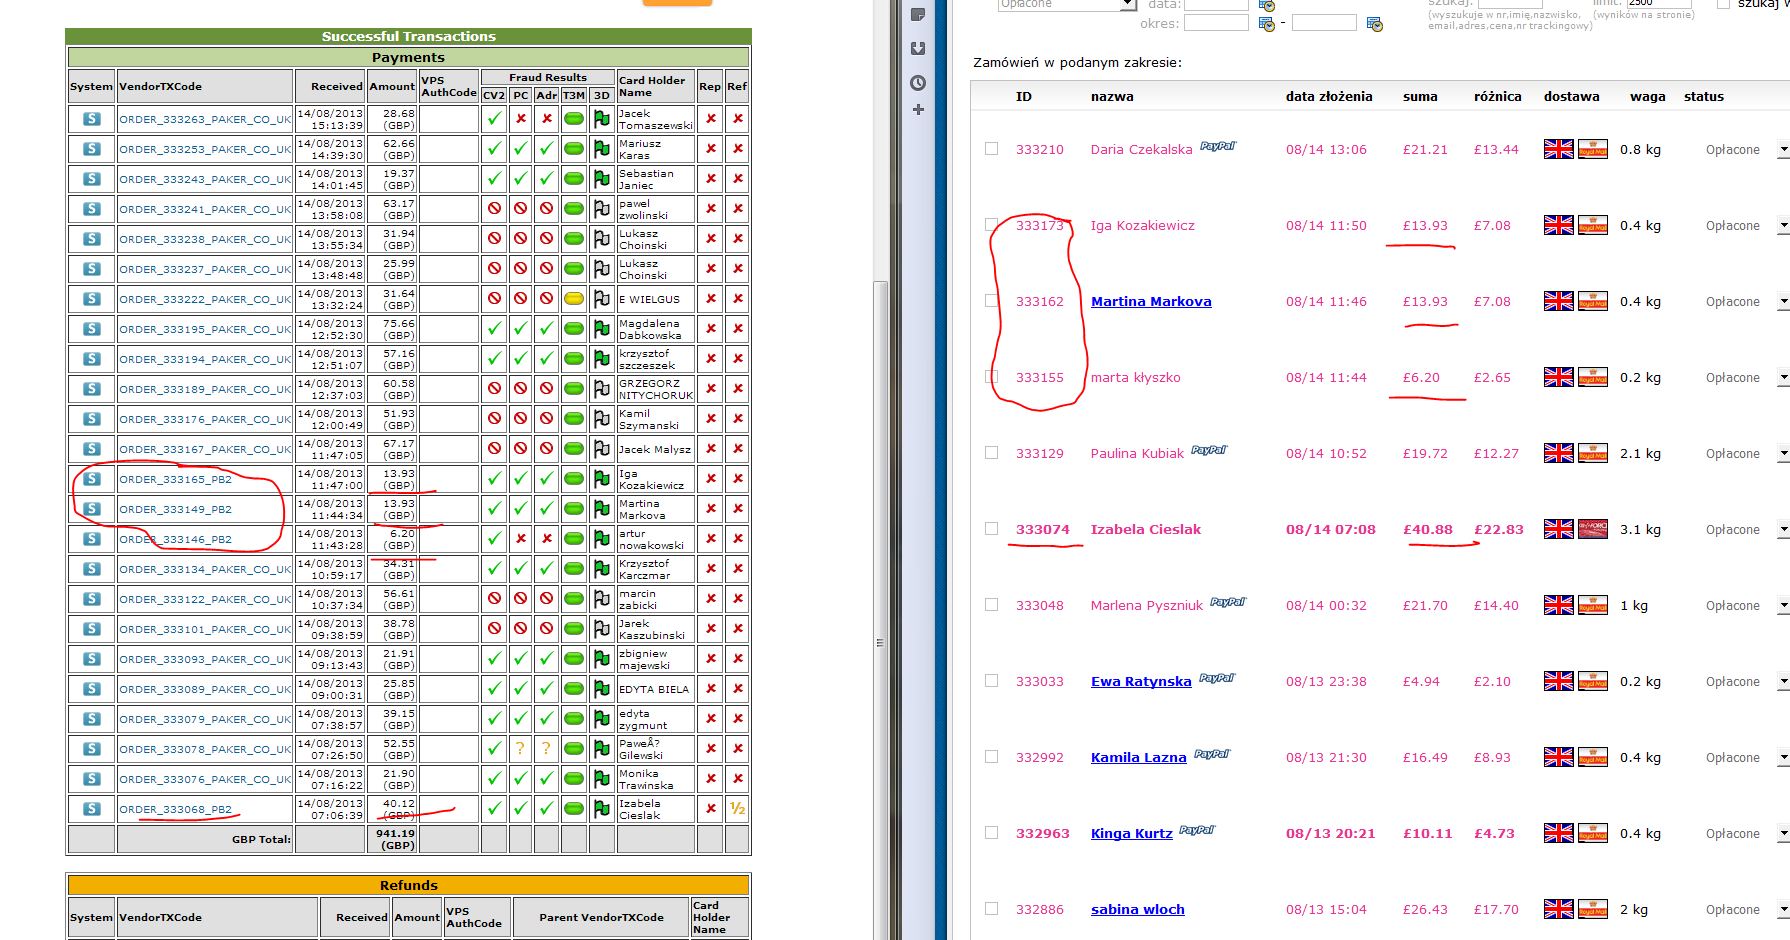 Successful Transactions
Payments
System VendorTXCode Received Amount VPS AuthCode Fraud Results Card Holder Name Rep Ref
CV2 PC Adr T3M 3D
S ORDER_333263_PAKER_CO_UK 14/08/2013 15:13:39 28.68 (GBP) Jacek Tomaszewski
S ORDER_333253_PAKER_CO_UK 14/08/2013 14:39:30 62.66 (GBP) Mariusz Karas
S ORDER_333243_PAKER_CO_UK 14/08/2013 14:01:45 19.37 (GBP) Sebastian Janiec
S ORDER_333241_PAKER_CO_UK 14/08/2013 13:58:08 63.17 (GBP) pawel zwolinski
S ORDER_333238_PAKER_CO_UK 14/08/2013 13:55:34 31.94 (GBP) Lukasz Choinski
S ORDER_333237_PAKER_CO_UK 14/08/2013 13:48:48 25.99 (GBP) Lukasz Choinski
S ORDER_333222_PAKER_CO_UK 14/08/2013 13:32:24 31.64 (GBP) E WIELGUS
S ORDER_333195_PAKER_CO_UK 14/08/2013 12:52:30 75.66 (GBP) Magdalena Dabkowska
S ORDER_333194_PAKER_CO_UK 14/08/2013 12:51:07 57.16 (GBP) krzysztof szczeszek
S ORDER_333189_PAKER_CO_UK 14/08/2013 12:37:03 60.58 (GBP) GRZEGORZ NITYCHORUK
S ORDER_333176_PAKER_CO_UK 14/08/2013 12:00:49 51.93 (GBP) Kamil Szymanski
S ORDER_333167_PAKER_CO_UK 14/08/2013 11:47:05 67.17 (GBP) Jacek Malysz
S ORDER_333165_PB2 14/08/2013 11:47:00 13.93 (GBP) Iga Kozakiewicz
S ORDER_333149_PB2 14/08/2013 11:44:34 13.93 (GBP) Martina Markova
S ORDER_333146_PB2 14/08/2013 11:43:28 6.20 (GBP) artur nowakowski
S ORDER_333134_PAKER_CO_UK 14/08/2013 10:59:17 34.31 (GBP) Krzysztof Karczmar
S ORDER_333122_PAKER_CO_UK 14/08/2013 10:37:34 56.61 (GBP) marcin zabicki
S ORDER_333101_PAKER_CO_UK 14/08/2013 09:38:59 38.78 (GBP) Jarek Kaszubinski
S ORDER_333093_PAKER_CO_UK 14/08/2013 09:13:43 21.91 (GBP) zbigniew majewski
S ORDER_333089_PAKER_CO_UK 14/08/2013 09:00:31 25.85 (GBP) EDYTA BIELA
S ORDER_333079_PAKER_CO_UK 14/08/2013 07:38:57 39.15 (GBP) edyta zygmunt
S ORDER_333078_PAKER_CO_UK 14/08/2013 07:26:50 52.55 (GBP) ? ? PaweÅ? Gilewski
S ORDER_333076_PAKER_CO_UK 14/08/2013 07:16:22 21.90 (GBP) Monika Trawinska
S ORDER_333068_PB2 14/08/2013 07:06:39 40.12 (GBP) Izabela Cieslak ½
GBP Total: 941.19 (GBP)
Refunds
System VendorTXCode Received Amount VPS AuthCode Parent VendorTXCode Card Holder Name
Opłacone data: szukaj: limit: 2500 szukaj w
okres: - (wyszukuje w nr,imię,nazwisko, email,adres,cena,nr trackingowy) (wyników na stronie)
Zamówień w podanym zakresie:
ID nazwa data złożenia suma różnica dostawa waga status
333210 Daria Czekalska PayPal 08/14 13:06 £21.21 £13.44 Royal Mail 0.8 kg Opłacone
333173 Iga Kozakiewicz 08/14 11:50 £13.93 £7.08 Royal Mail 0.4 kg Opłacone
333162 Martina Markova 08/14 11:46 £13.93 £7.08 Royal Mail 0.4 kg Opłacone
333155 marta kłyszko 08/14 11:44 £6.20 £2.65 Royal Mail 0.2 kg Opłacone
333129 Paulina Kubiak PayPal 08/14 10:52 £19.72 £12.27 Royal Mail 2.1 kg Opłacone
333074 Izabela Cieslak 08/14 07:08 £40.88 £22.83 3.1 kg Opłacone
333048 Marlena Pyszniuk PayPal 08/14 00:32 £21.70 £14.40 Royal Mail 1 kg Opłacone
333033 Ewa Ratynska PayPal 08/13 23:38 £4.94 £2.10 Royal Mail 0.2 kg Opłacone
332992 Kamila Lazna PayPal 08/13 21:30 £16.49 £8.93 Royal Mail 0.4 kg Opłacone
332963 Kinga Kurtz PayPal 08/13 20:21 £10.11 £4.73 Royal Mail 0.4 kg Opłacone
332886 sabina wloch 08/13 15:04 £26.43 £17.70 Royal Mail 2 kg Opłacone